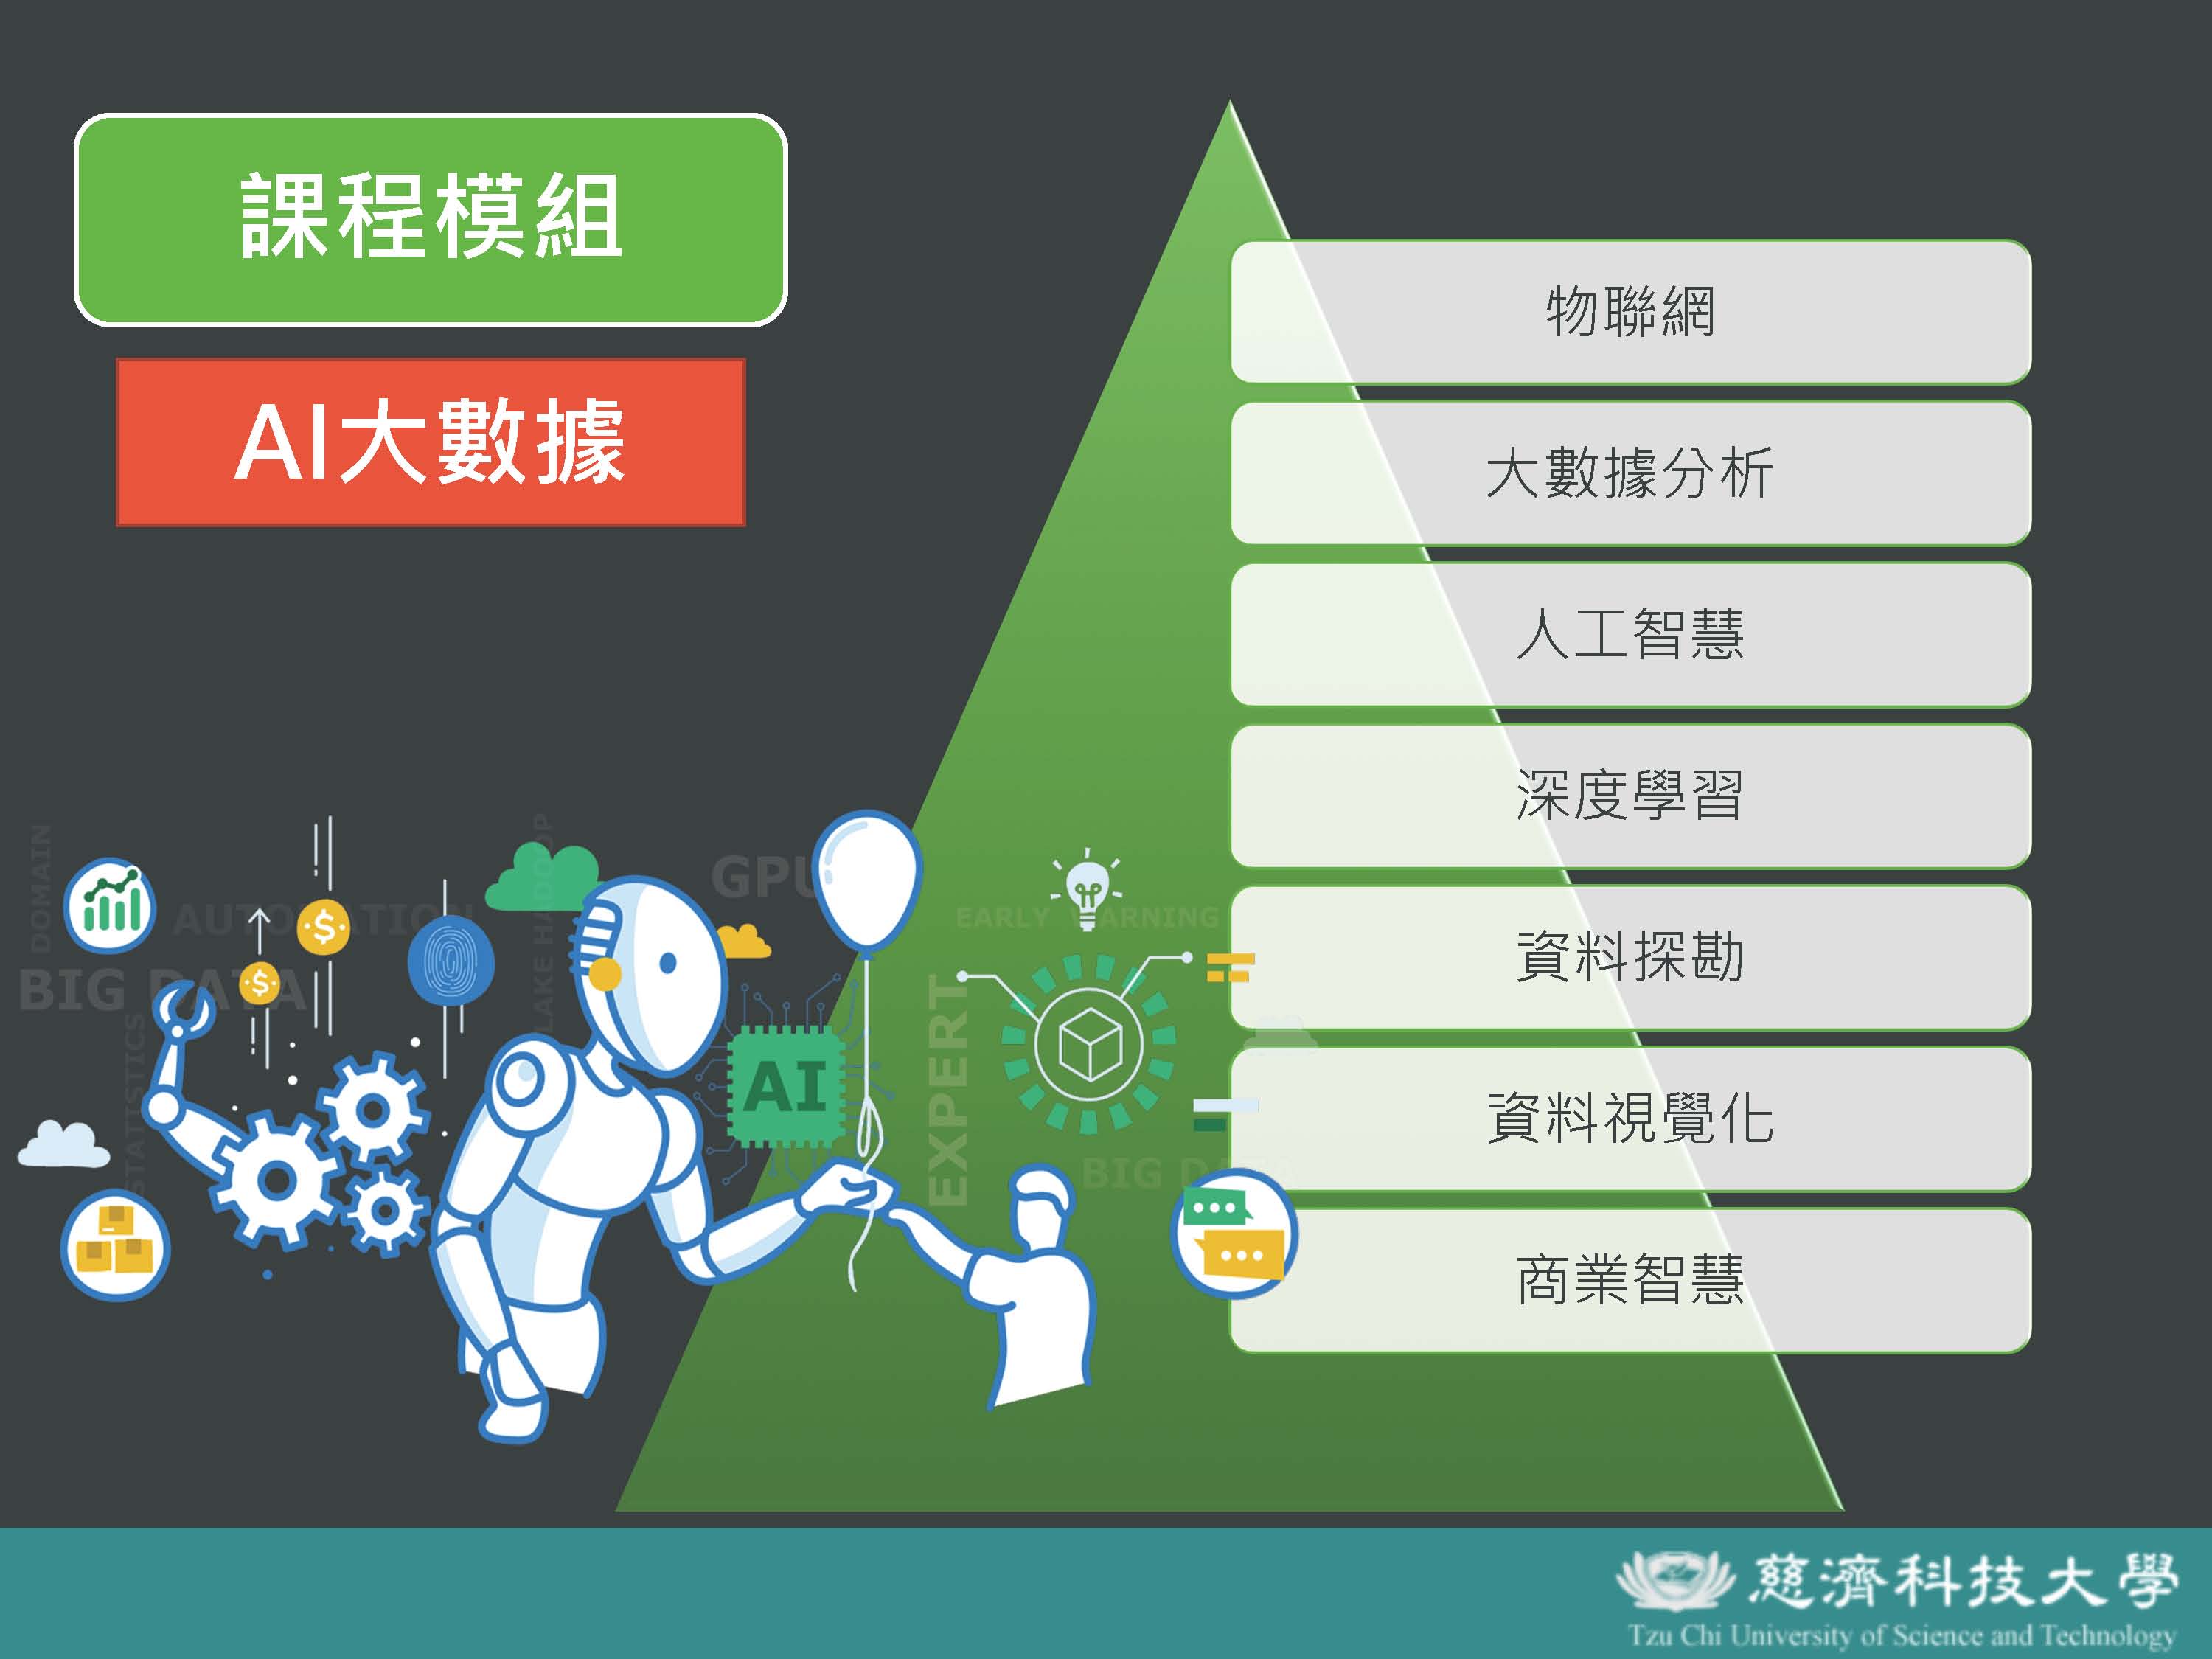 課程模組
AI大數據
物聯網
大數據分析
人工智慧
深度學習
資料探勘
資料視覺化
商業智慧
DOMAIN
AUTOMATION
BIG DATA
STATISTICS
LAKE HADOOP
GPU
AI
EARLY WARNING
EXPERT
BIG DATA
慈濟科技大學
Tzu Chi University of Science and Technology